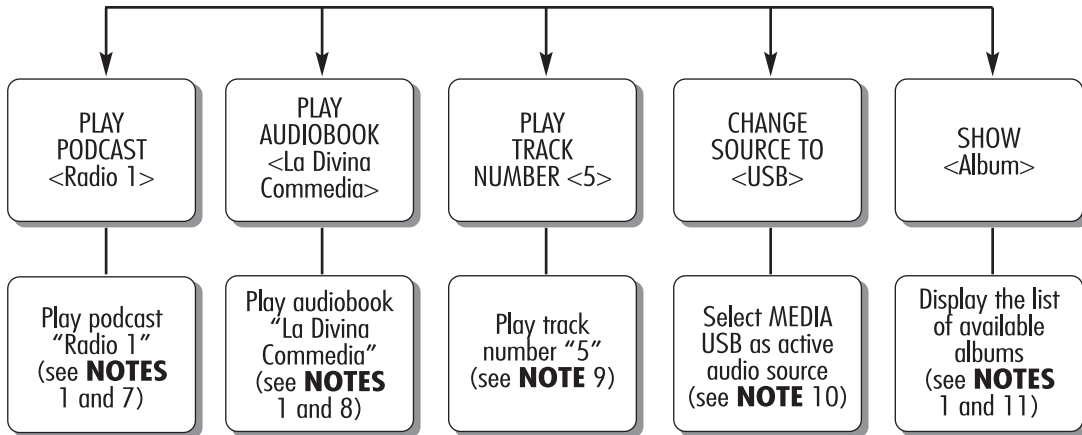 PLAY
PODCAST
<Radio 1>
PLAY
AUDIOBOOK
<La Divina
Commedia>
PLAY
TRACK
NUMBER <5>
CHANGE
SOURCE TO
<USB>
SHOW
<Album>
Play podcast
“Radio 1”
(see NOTES
1 and 7)
Play audiobook
“La Divina
Commedia”
(see NOTES
1 and 8)
Play track
number “5”
(see NOTE 9)
Select MEDIA
USB as active
audio source
(see NOTE 10)
Display the list
of available
albums
(see NOTES
1 and 11)